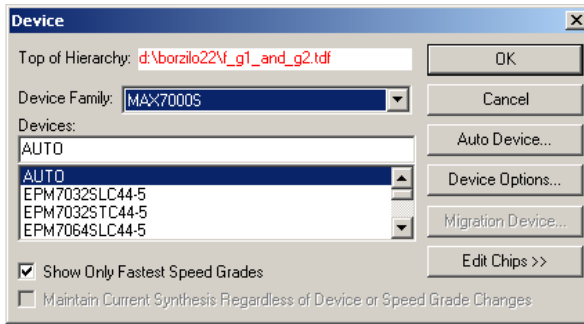 Device
Top of Hierarchy: d:\borzilo22\f_g1_and_g2.tdf
OK
Device Family: MAX7000S
Cancel
Devices:
AUTO
Auto Device...
AUTO
EPM7032SLC44-5
EPM7032STC44-5
EPM7064SLC44-5
Device Options...
Migration Device...
Edit Chips >>
Show Only Fastest Speed Grades
Maintain Current Synthesis Regardless of Device or Speed Grade Changes